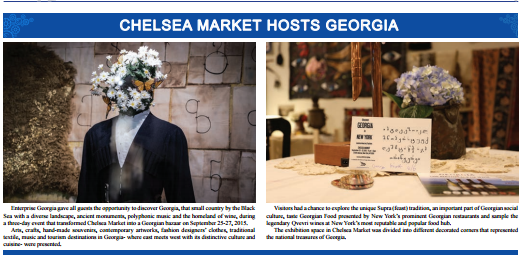 CHELSEA MARKET HOSTS GEORGIA
GEORGIA
NEW YORK
Enterprise Georgia gave all guests the opportunity to discover Georgia, that small country by the Black
Sea with a diverse landscape, ancient monuments, polyphonic music and the homeland of wine, during
a three-day event that transformed Chelsea Market into a Georgian bazaar on September 25-27, 2015.
Arts, crafts, hand-made souvenirs, contemporary artworks, fashion designers' clothes, traditional
textile, music and tourism destinations in Georgia- where east meets west with its distinctive culture and
cuisine- were presented.
Visitors had a chance to explore the unique Supra (feast) tradition, an important part of Georgian social
culture, taste Georgian Food presented by New York's prominent Georgian restaurants and sample the
legendary Qvevri wines at New York's most reputable and popular food hub.
The exhibition space in Chelsea Market was divided into different decorated corners that represented
the national treasures of Georgia.